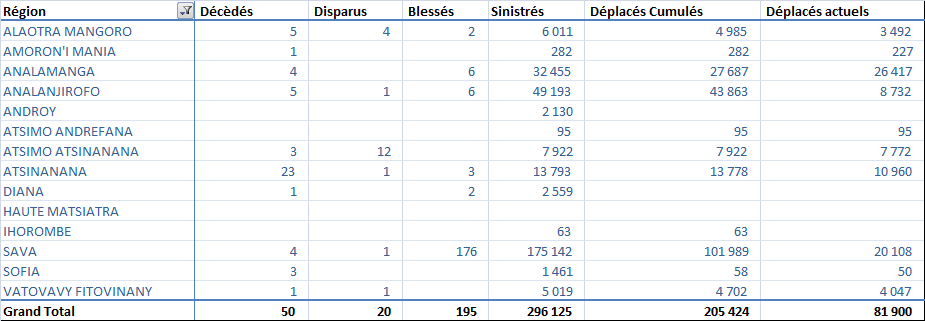 Région Décèdés Disparus Blessés Sinistrés Déplacés Cumulés Déplacés actuels
ALAOTRA MANGORO 5 4 2 6 011 4 985 3 492
AMORON'I MANIA 1 282 282 227
ANALAMANGA 4 6 32 455 27 687 26 417
ANALANJIROFO 5 1 6 49 193 43 863 8 732
ANDROY 2 130
ATSIMO ANDREFANA 95 95 95
ATSIMO ATSINANANA 3 12 7 922 7 922 7 772
ATSINANANA 23 1 3 13 793 13 778 10 960
DIANA 1 2 2 559
HAUTE MATSIATRA
IHOROMBE 63 63
SAVA 4 1 176 175 142 101 989 20 108
SOFIA 3 1 461 58 50
VATOVAVY FITOVINANY 1 1 5 019 4 702 4 047
Grand Total 50 20 195 296 125 205 424 81 900